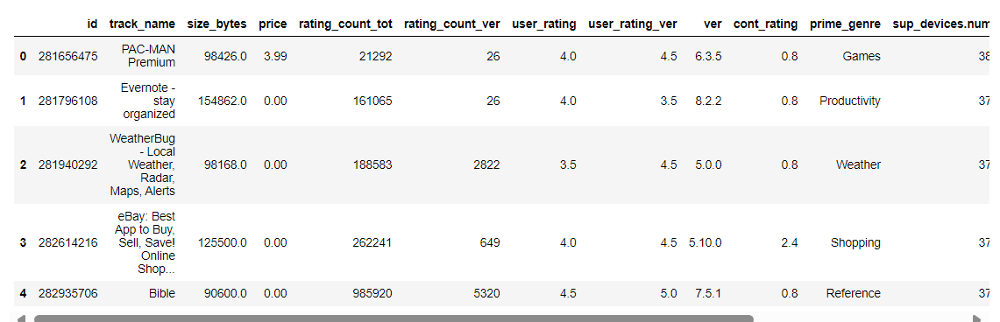 id track_name size_bytes price rating_count_tot rating_count_ver user_rating user_rating_ver ver cont_rating prime_genre sup_devices.num
0 281656475 PAC-MAN Premium 98426.0 3.99 21292 26 4.0 4.5 6.3.5 0.8 Games 38
1 281796108 Evernote - stay organized 154862.0 0.00 161065 26 4.0 3.5 8.2.2 0.8 Productivity 37
2 281940292 WeatherBug - Local Weather, Radar, Maps, Alerts 98168.0 0.00 188583 2822 3.5 4.5 5.0.0 0.8 Weather 37
3 282614216 eBay: Best App to Buy, Sell, Save! Online Shop... 125500.0 0.00 262241 649 4.0 4.5 5.10.0 2.4 Shopping 37
4 282935706 Bible 90600.0 0.00 985920 5320 4.5 5.0 7.5.1 0.8 Reference 37